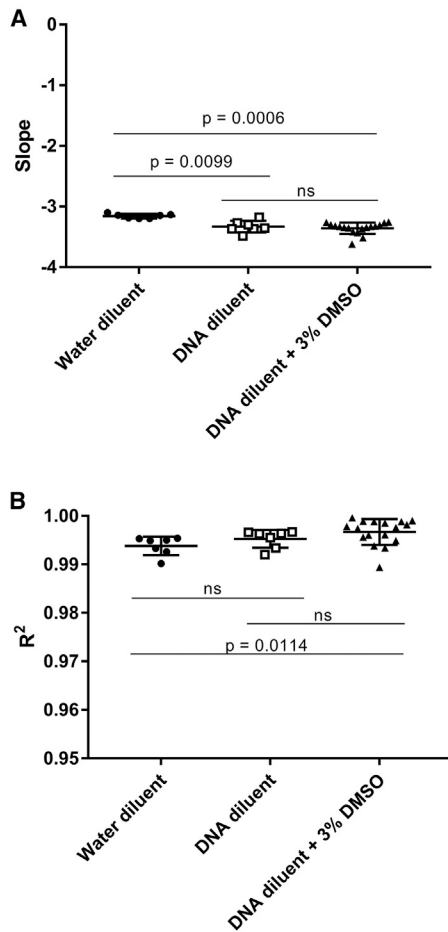 A
0
-1
-2
-3
-4
Slope
p = 0.0006
p = 0.0099
ns
Water diluent
DNA diluent
DNA diluent + 3% DMSO
B
1.00
0.99
0.98
0.97
0.96
0.95
R²
ns
ns
p = 0.0114
Water diluent
DNA diluent
DNA diluent + 3% DMSO